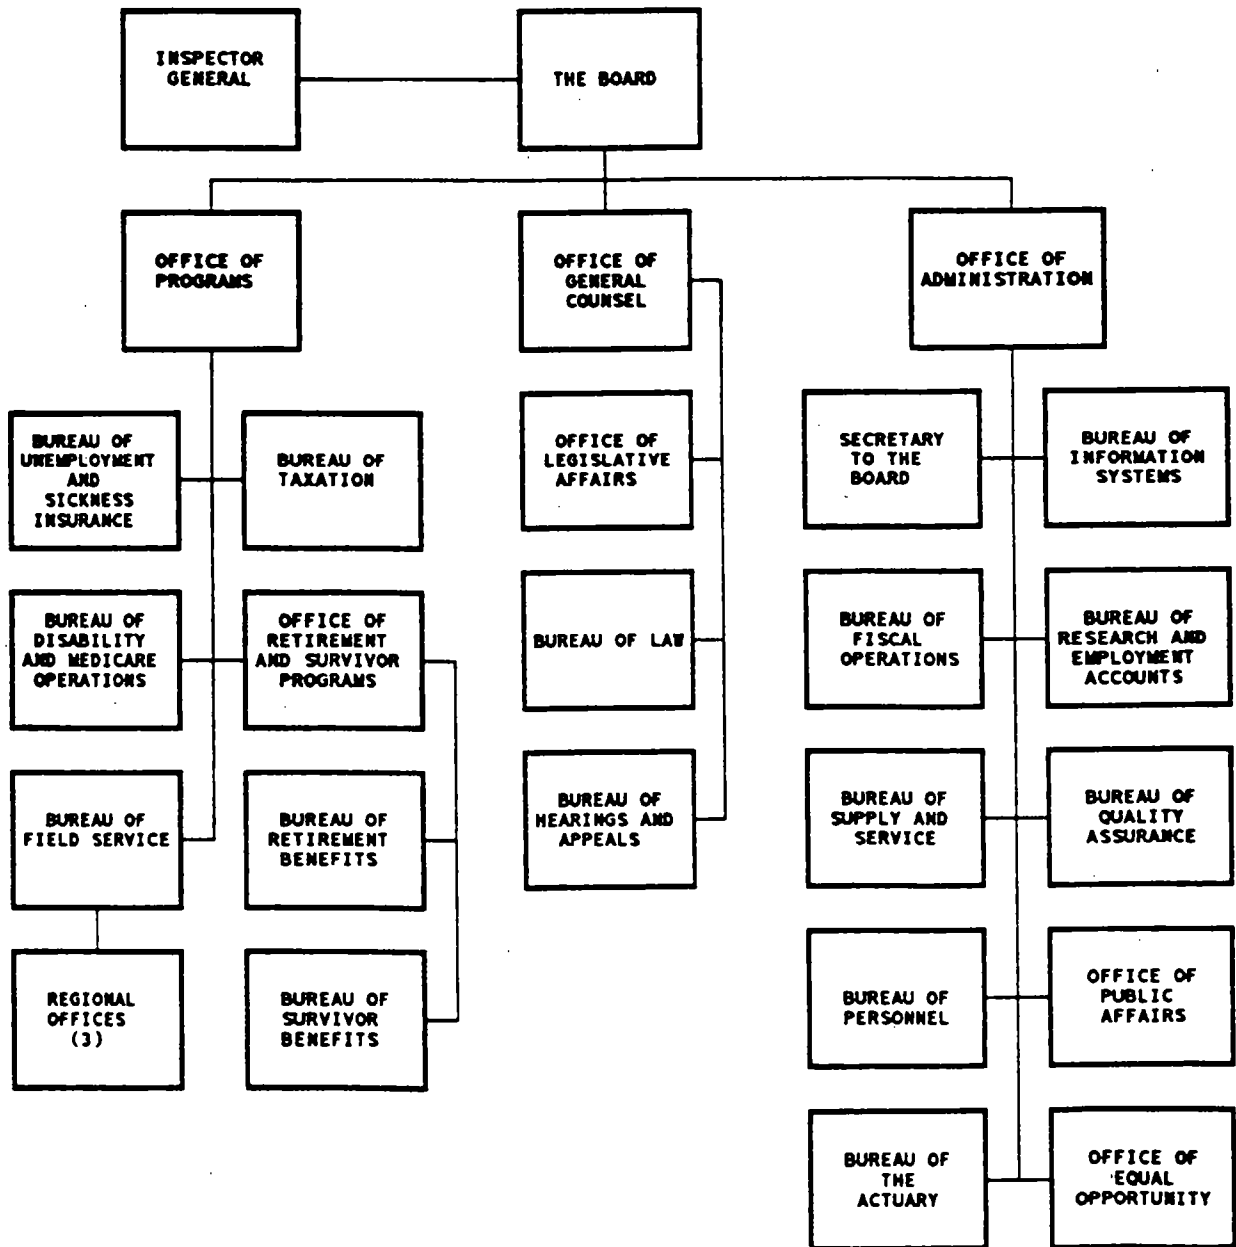 INSPECTOR
GENERAL
THE BOARD
OFFICE OF
PROGRAMS
OFFICE OF
GENERAL
COUNSEL
OFFICE OF
ADMINISTRATION
BUREAU OF
UNEMPLOYMENT
AND
SICKNESS
INSURANCE
BUREAU OF
TAXATION
OFFICE OF
LEGISLATIVE
AFFAIRS
SECRETARY
TO THE
BOARD
BUREAU OF
INFORMATION
SYSTEMS
BUREAU OF
DISABILITY
AND MEDICARE
OPERATIONS
OFFICE OF
RETIREMENT
AND SURVIVOR
PROGRAMS
BUREAU OF LAW
BUREAU OF
FISCAL
OPERATIONS
BUREAU OF
RESEARCH AND
EMPLOYMENT
ACCOUNTS
BUREAU OF
FIELD SERVICE
BUREAU OF
RETIREMENT
BENEFITS
BUREAU OF
HEARINGS AND
APPEALS
BUREAU OF
SUPPLY AND
SERVICE
BUREAU OF
QUALITY
ASSURANCE
REGIONAL
OFFICES
(3)
BUREAU OF
SURVIVOR
BENEFITS
BUREAU OF
PERSONNEL
OFFICE OF
PUBLIC
AFFAIRS
BUREAU OF
THE
ACTUARY
OFFICE OF
EQUAL
OPPORTUNITY